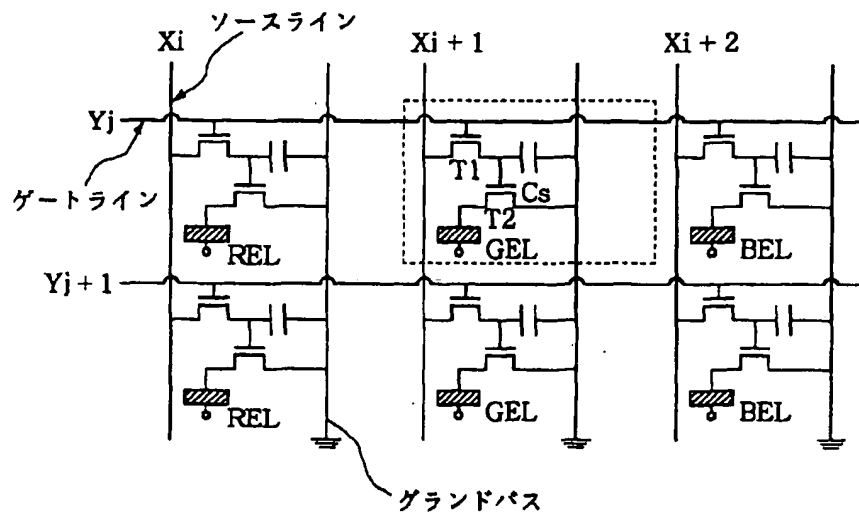 ソースライン
Xi
Xi + 1
Xi + 2
Yj
T1
Cs
T2
ゲートライン
REL
GEL
BEL
Yj + 1
REL
GEL
BEL
グランドバス